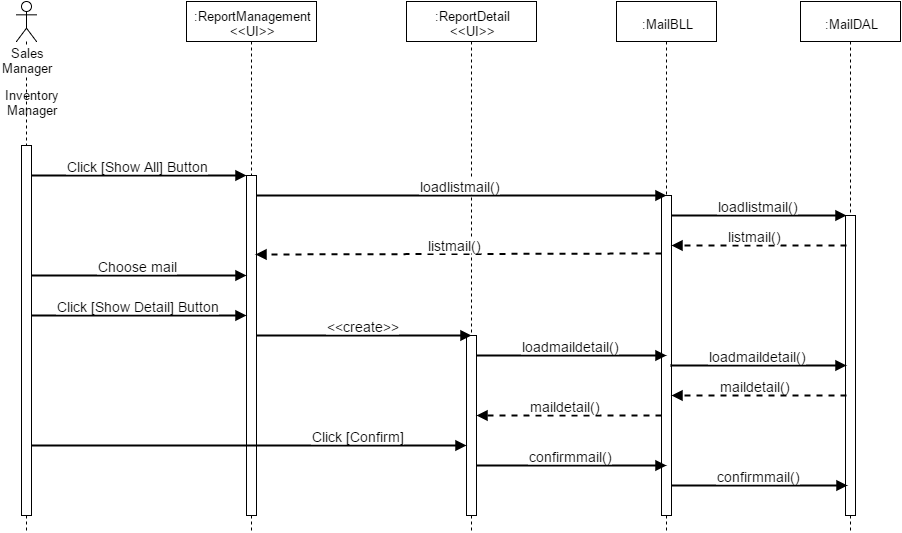 :ReportManagement
<<UI>>
:ReportDetail
<<UI>>
:MailBLL
:MailDAL
Sales
Manager
Inventory
Manager
Click [Show All] Button
loadlistmail()
loadlistmail()
listmail()
listmail()
Choose mail
Click [Show Detail] Button
<<create>>
loadmaildetail()
loadmaildetail()
maildetail()
maildetail()
Click [Confirm]
confirmmail()
confirmmail()